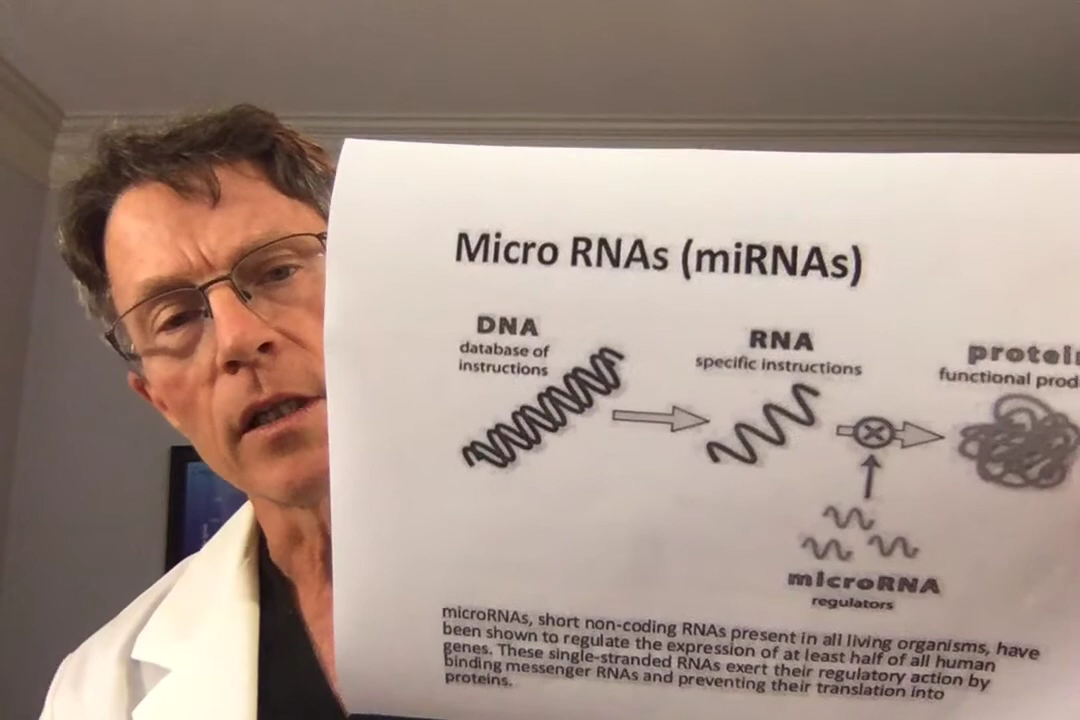 Micro RNAs (miRNAs)
DNA
database of
instructions
RNA
specific instructions
protein
functional prod
microRNA
regulators
microRNAs, short non-coding RNAs present in all living organisms, have
been shown to regulate the expression of at least half of all human
genes. These single-stranded RNAs exert their regulatory action by
binding messenger RNAs and preventing their translation into
proteins.